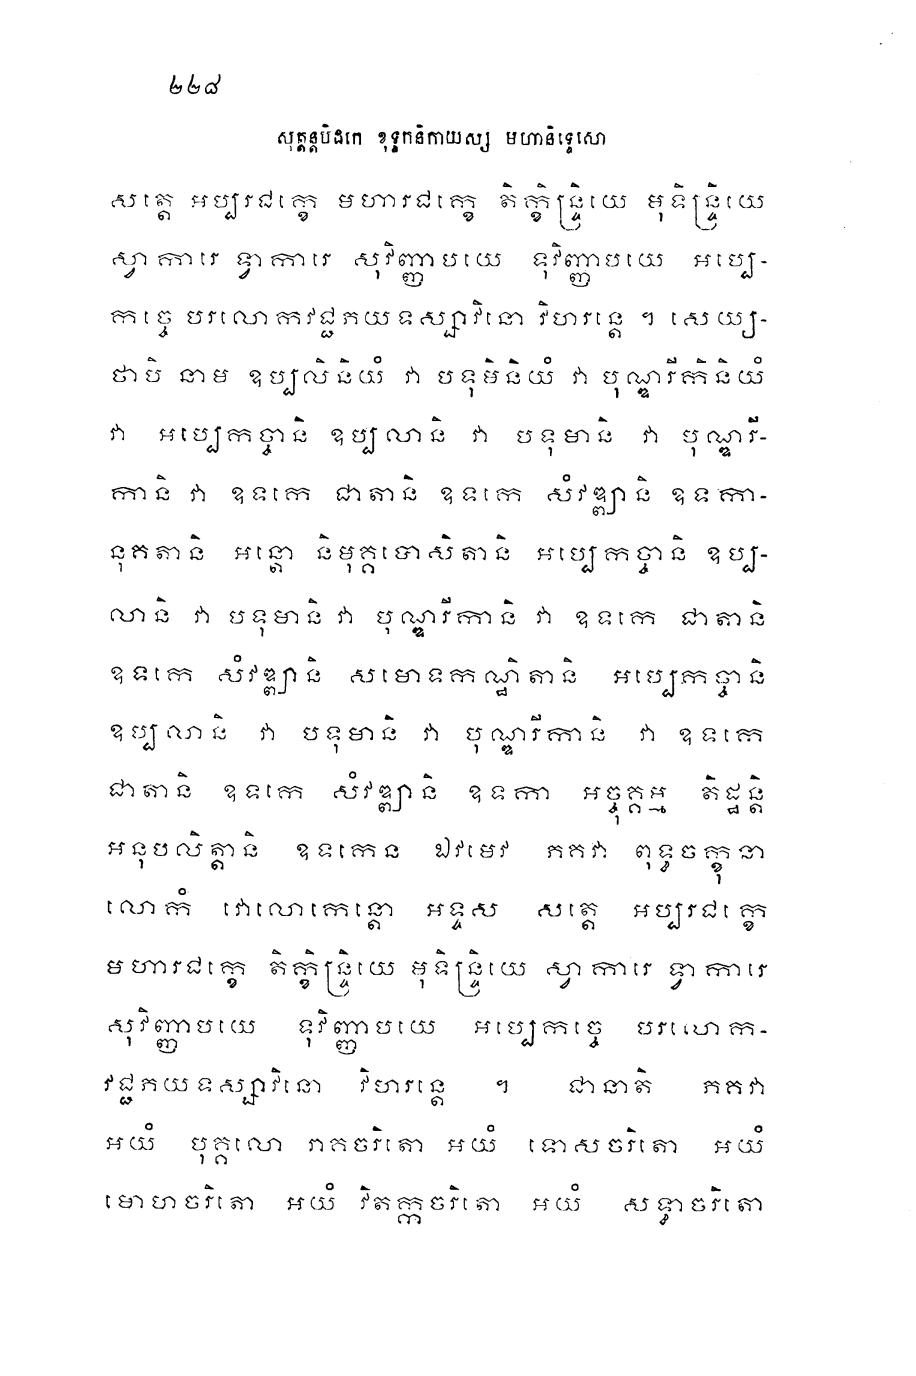 ២២៨
សុត្តន្តបិដកេ ខុទ្ទកនិកាយស្ស មហានិទ្ទេសោ
សត្តេ អប្បរជក្ខេ មហារជក្ខេ តិក្ខិន្ទ្រិយេ មុទិន្ទ្រិយេ
ស្វាការេ ទ្វាការេ សុវិញ្ញាបយេ ទុវិញ្ញាបយេ អប្បេ-
កច្ចេ បរលោកវជ្ជភយទស្សាវិនោ វិហរន្តេ ។ សេយ្យ-
ថាបិ នាម ឧប្បលិនិយំ វា បទុមិនិយំ វា បុណ្ឌរីកិនិយំ
វា អប្បេកច្ចានិ ឧប្បលានិ វា បទុមានិ វា បុណ្ឌរី-
កានិ វា ឧទកេ ជាតានិ ឧទកេ សំវឌ្ឍានិ ឧទកា-
នុគតានិ អន្តោ និមុគ្គទោសិតានិ អប្បេកច្ចានិ ឧប្ប-
លានិ វា បទុមានិ វា បុណ្ឌរីកានិ វា ឧទកេ ជាតានិ
ឧទកេ សំវឌ្ឍានិ សមោទកណ្ឋិតានិ អប្បេកច្ចានិ
ឧប្បលានិ វា បទុមានិ វា បុណ្ឌរីកានិ វា ឧទកេ
ជាតានិ ឧទកេ សំវឌ្ឍានិ ឧទកា អច្ចុគ្គម្ម តិដ្ឋន្តិ
អនុបលិត្តានិ ឧទកេន ឯវមេវ ភគវា ពុទ្ធចក្ខុនា
លោកំ វោលោកេន្តោ អទ្ទស សត្តេ អប្បរជក្ខេ
មហារជក្ខេ តិក្ខិន្ទ្រិយេ មុទិន្ទ្រិយេ ស្វាការេ ទ្វាការេ
សុវិញ្ញាបយេ ទុវិញ្ញាបយេ អប្បេកច្ចេ បរលោក-
វជ្ជភយទស្សាវិនោ វិហរន្តេ ។ ជានាតិ ភគវា
អយំ បុគ្គលោ រាគចរិតោ អយំ ទោសចរិតោ អយំ
មោហចរិតោ អយំ វិតក្កចរិតោ អយំ សទ្ធាចរិតោ